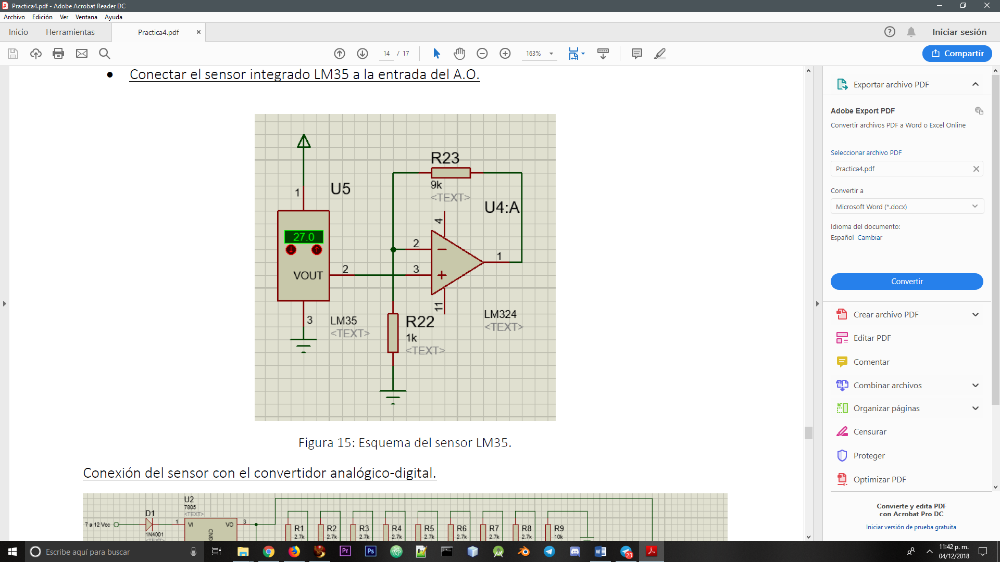 Practica4.pdf - Adobe Acrobat Reader DC
Archivo Edición Ver Ventana Ayuda
Inicio Herramientas Practica4.pdf × Iniciar sesión
14 / 17 163% Compartir
• Conectar el sensor integrado LM35 a la entrada del A.O.
R23
9k
<TEXT>
1 U5
U4:A
4
27.0
2
1
VOUT 2 3
11
3 LM35
<TEXT>
R22
1k
<TEXT>
LM324
<TEXT>
Figura 15: Esquema del sensor LM35.
Conexión del sensor con el convertidor analógico-digital.
U2
7805
<TEXT>
D1
7 a 12 Vcc 1 VI VO 3
1N4001
<TEXT>
GND
R1 R2 R3 R4 R5 R6 R7 R8 R9
2.7k 2.7k 2.7k 2.7k 2.7k 2.7k 2.7k 2.7k 10k
Exportar archivo PDF
Adobe Export PDF
Convertir archivos PDF a Word o Excel Online
Seleccionar archivo PDF
Practica4.pdf
Convertir a
Microsoft Word (*.docx)
Idioma del documento:
Español Cambiar
Convertir
Crear archivo PDF
Editar PDF
Comentar
Combinar archivos
Organizar páginas
Censurar
Proteger
Optimizar PDF
Convierte y edita PDF
con Acrobat Pro DC
Iniciar versión de prueba gratuita
Escribe aquí para buscar
Pr
Ps
20
11:42 p. m.
04/12/2018